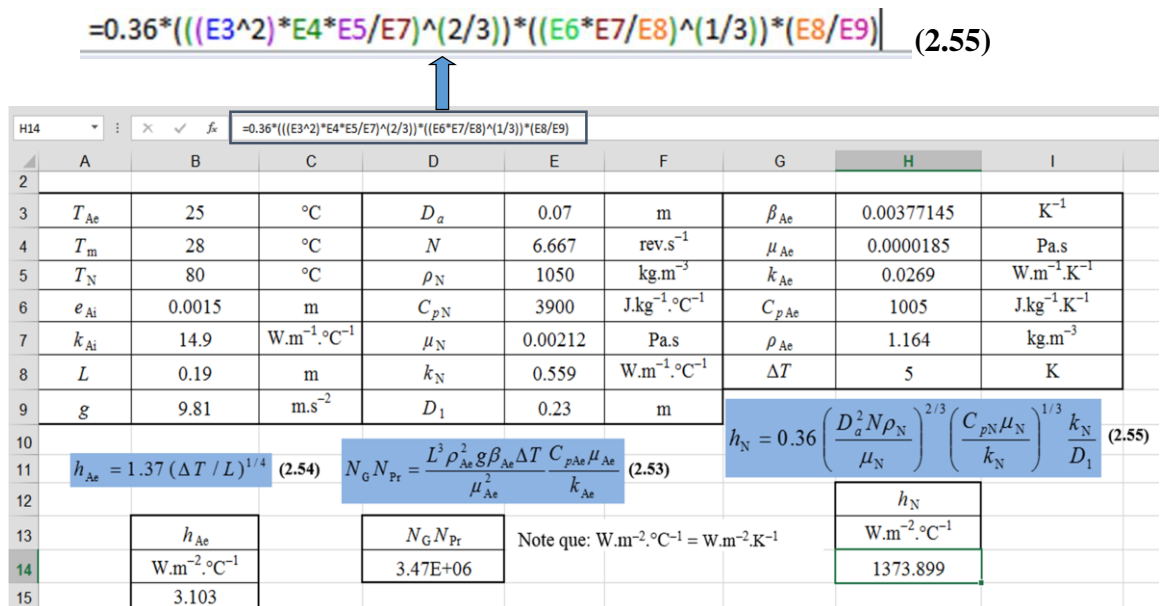 =0.36*(((E3^2)*E4*E5/E7)^(2/3))*((E6*E7/E8)^(1/3))*(E8/E9) (2.55)
H14 fx =0.36*(((E3^2)*E4*E5/E7)^(2/3))*((E6*E7/E8)^(1/3))*(E8/E9)
A B C D E F G H I
2
3 T_Ae 25 °C D_a 0.07 m β_Ae 0.00377145 K⁻¹
4 T_m 28 °C N 6.667 rev.s⁻¹ μ_Ae 0.0000185 Pa.s
5 T_N 80 °C ρ_N 1050 kg.m⁻³ k_Ae 0.0269 W.m⁻¹.K⁻¹
6 e_Ai 0.0015 m C_pN 3900 J.kg⁻¹.°C⁻¹ C_pAe 1005 J.kg⁻¹.K⁻¹
7 k_Ai 14.9 W.m⁻¹.°C⁻¹ μ_N 0.00212 Pa.s ρ_Ae 1.164 kg.m⁻³
8 L 0.19 m k_N 0.559 W.m⁻¹.°C⁻¹ ΔT 5 K
9 g 9.81 m.s⁻² D_1 0.23 m
10 h_N = 0.36 (D_a² N ρ_N / μ_N)^(2/3) (C_pN μ_N / k_N)^(1/3) k_N / D_1 (2.55)
11 h_Ae = 1.37 (ΔT / L)^(1/4) (2.54) N_G N_Pr = L³ ρ_Ae² g β_Ae ΔT / μ_Ae² C_pAe μ_Ae / k_Ae (2.53)
12 h_N
13 h_Ae N_G N_Pr Note que: W.m⁻².°C⁻¹ = W.m⁻².K⁻¹ W.m⁻².°C⁻¹
14 W.m⁻².°C⁻¹ 3.47E+06 1373.899
15 3.103